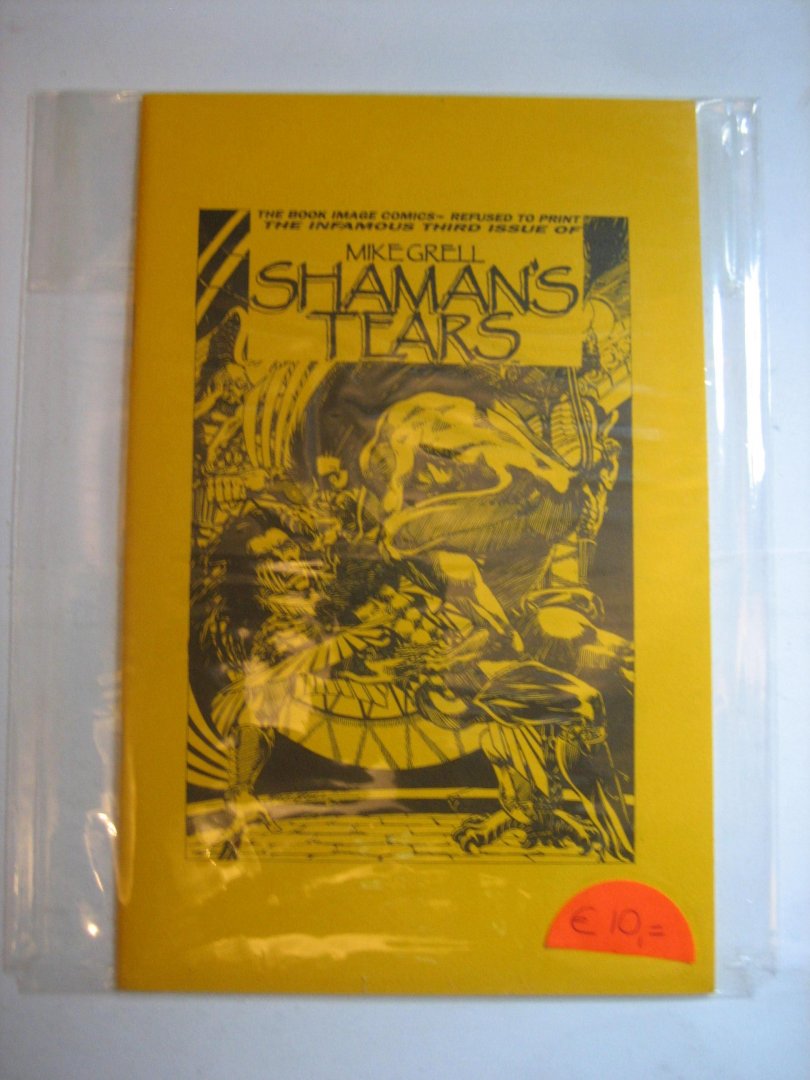 THE BOOK IMAGE COMICS™ REFUSED TO PRINT
THE INFAMOUS THIRD ISSUE OF
MIKE GRELL
SHAMAN'S
TEARS
€ 10,=